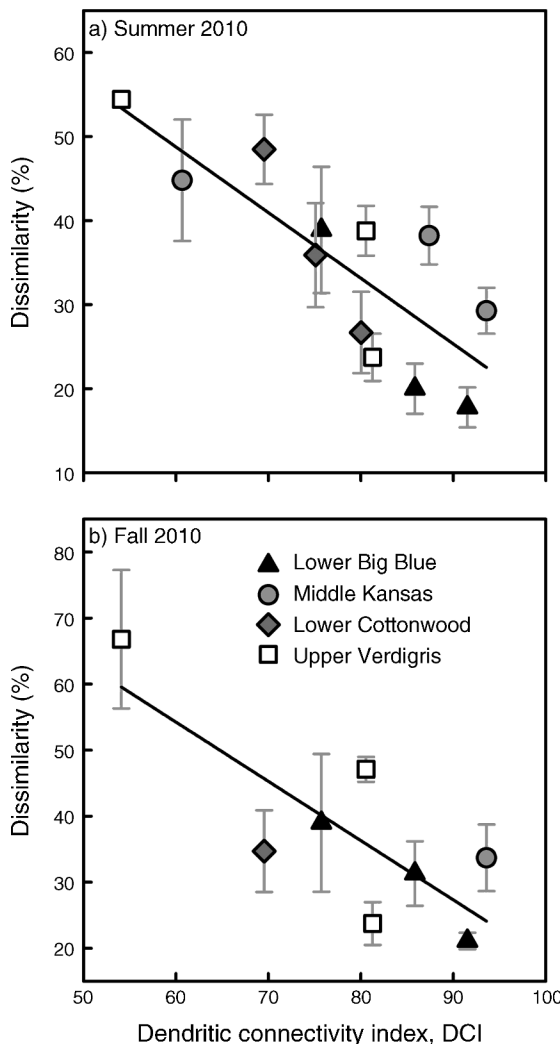 a) Summer 2010
60
50
40
30
20
10
Dissimilarity (%)
b) Fall 2010
80
70
60
50
40
30
20
Dissimilarity (%)
Lower Big Blue
Middle Kansas
Lower Cottonwood
Upper Verdigris
50 60 70 80 90 100
Dendritic connectivity index, DCI